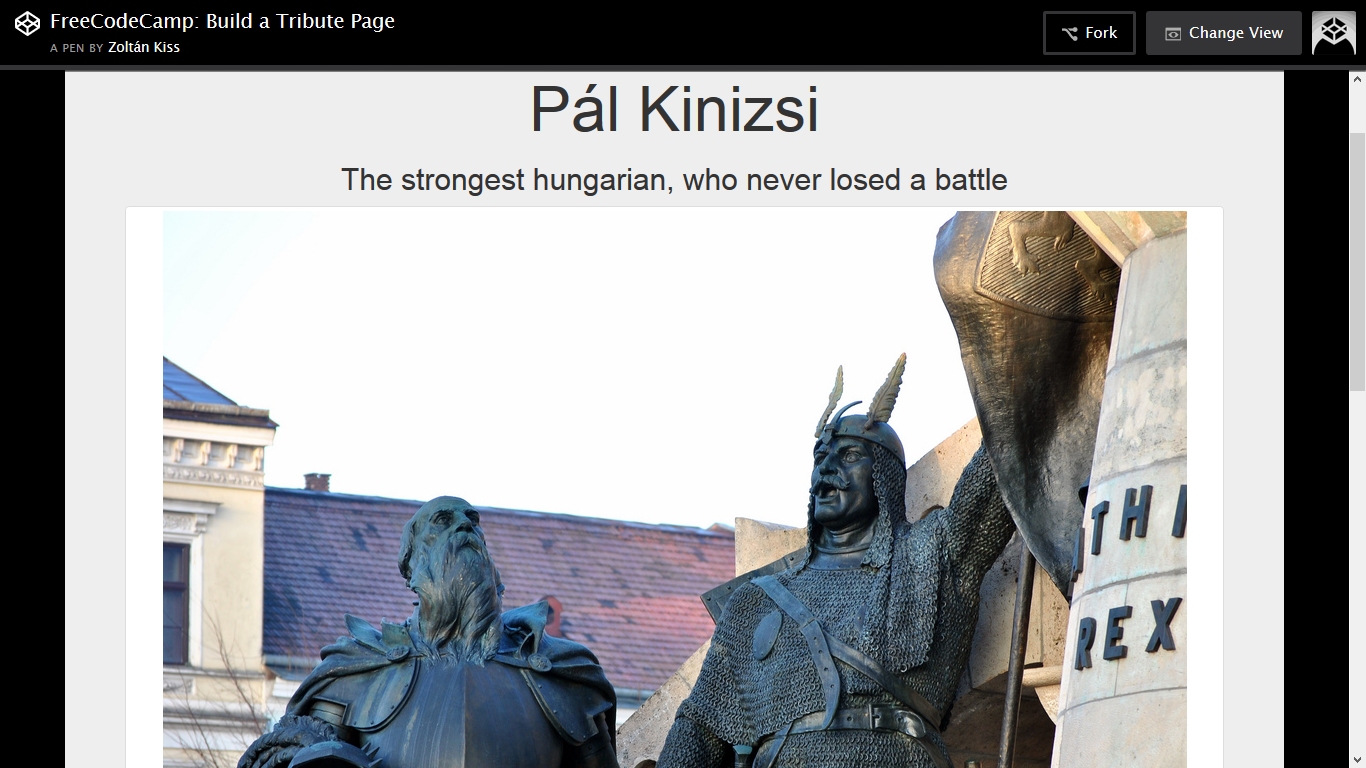 FreeCodeCamp: Build a Tribute Page
A PEN BY Zoltán Kiss
Fork
Change View
Pál Kinizsi
The strongest hungarian, who never losed a battle
THI
REX